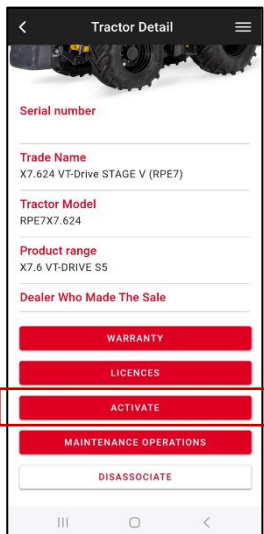 Tractor Detail
Serial number
Trade Name
X7.624 VT-Drive STAGE V (RPE7)
Tractor Model
RPE7X7.624
Product range
X7.6 VT-DRIVE S5
Dealer Who Made The Sale
WARRANTY
LICENCES
ACTIVATE
MAINTENANCE OPERATIONS
DISASSOCIATE